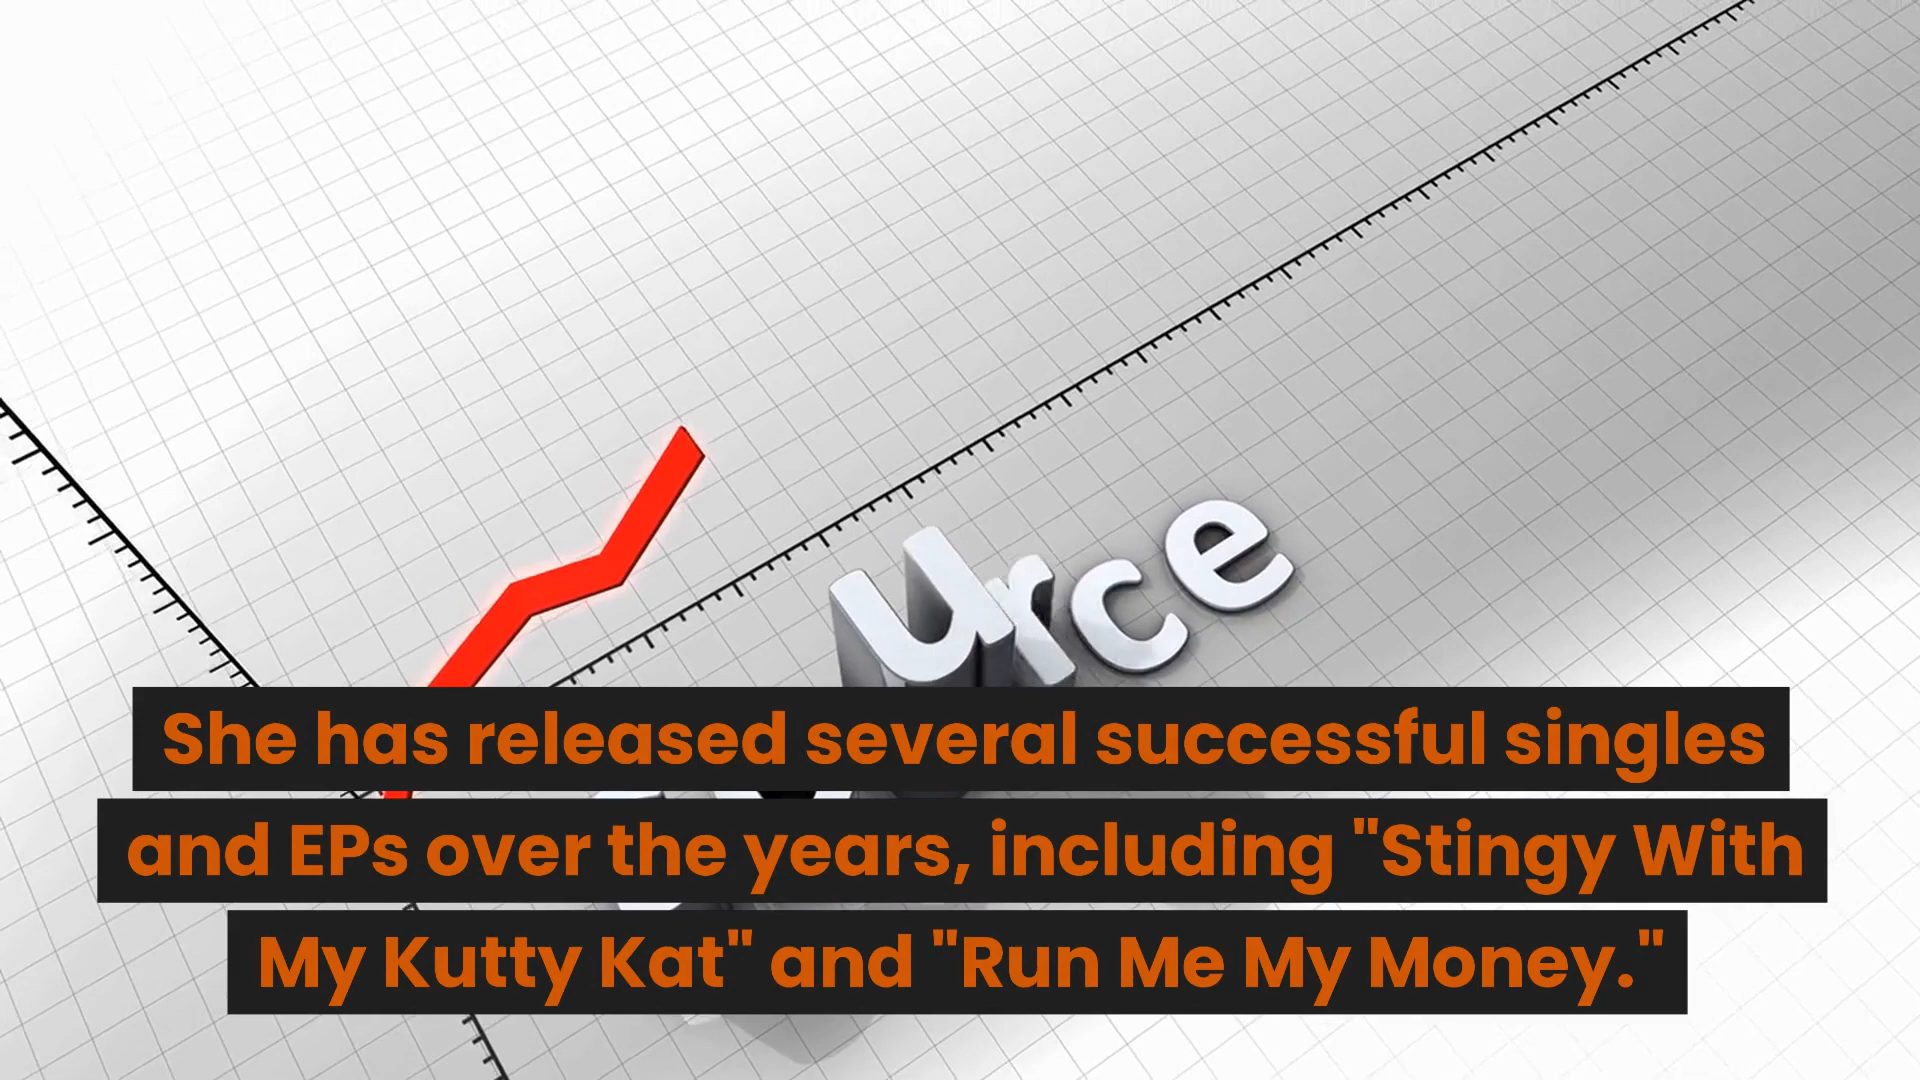 urce
She has released several successful singles
and EPs over the years, including "Stingy With
My Kutty Kat" and "Run Me My Money."